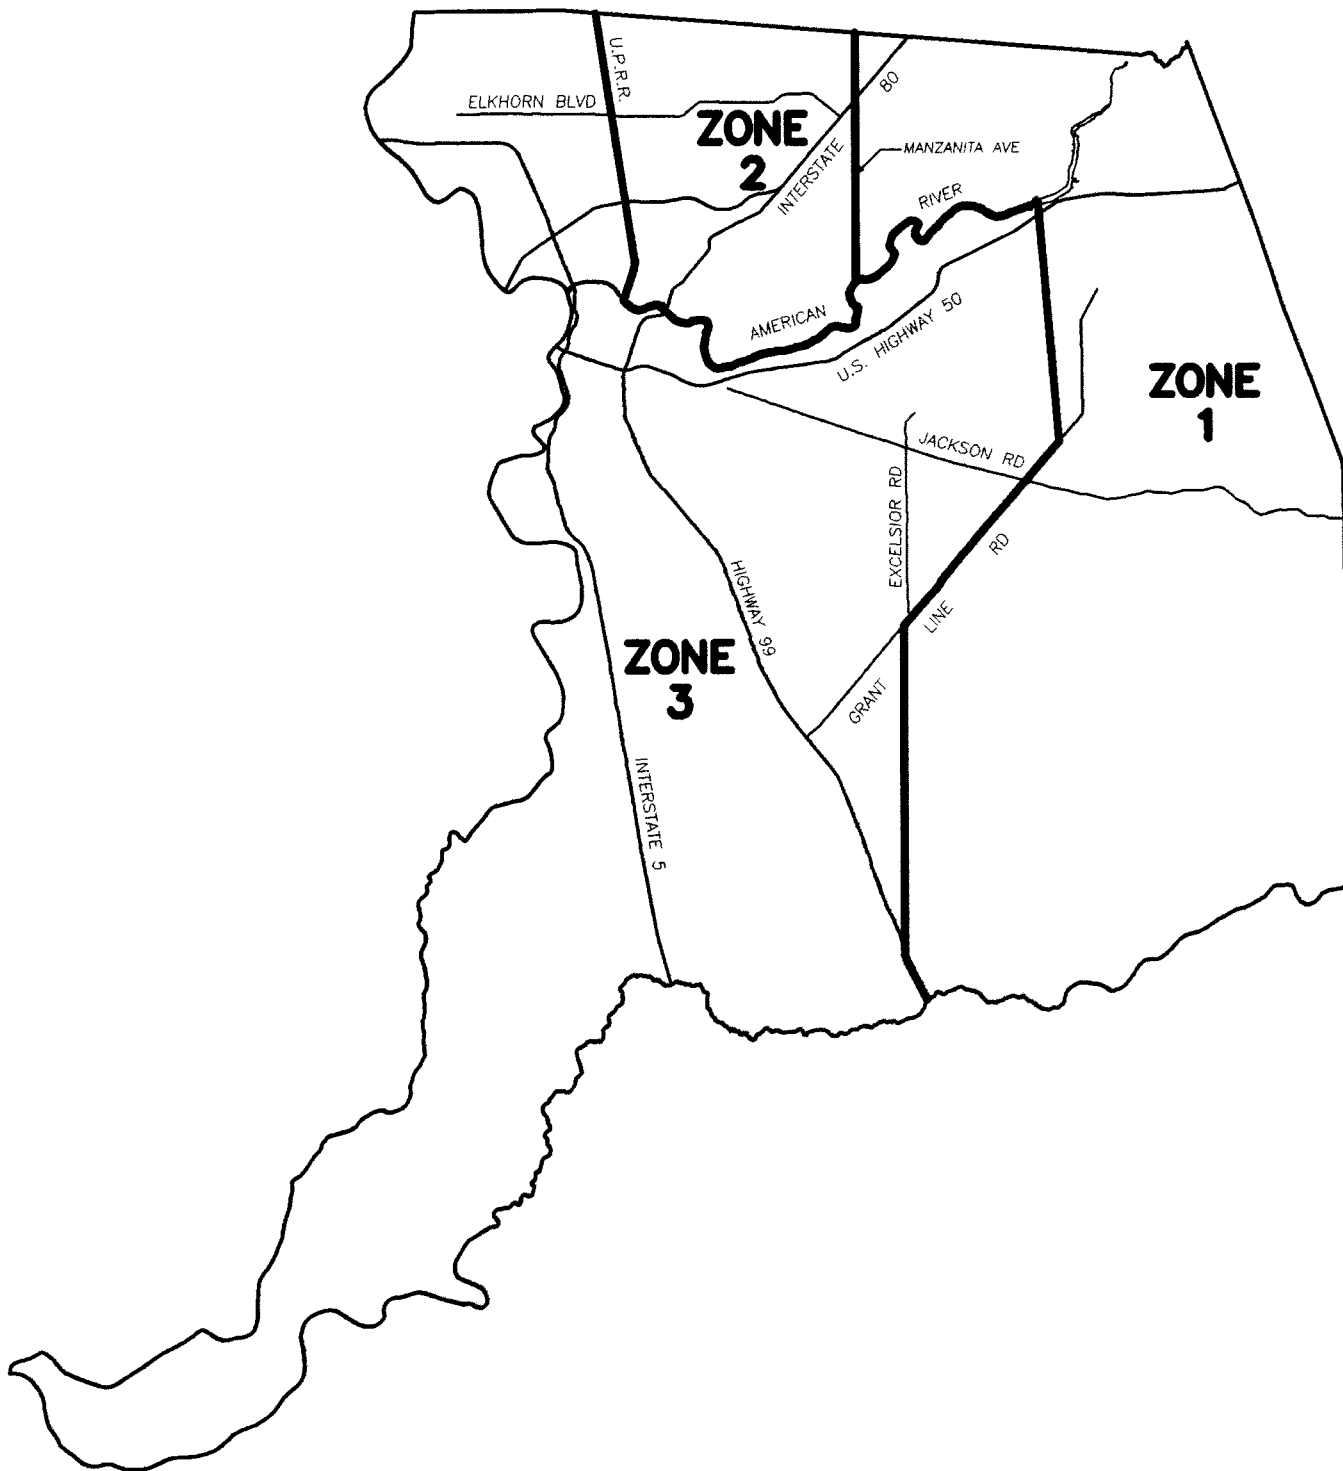 U.P.R.R.
ELKHORN BLVD
ZONE
2
INTERSTATE
80
MANZANITA AVE
RIVER
AMERICAN
U.S. HIGHWAY 50
ZONE
1
JACKSON RD
EXCELSIOR RD
RD
LINE
GRANT
HIGHWAY 99
ZONE
3
INTERSTATE 5